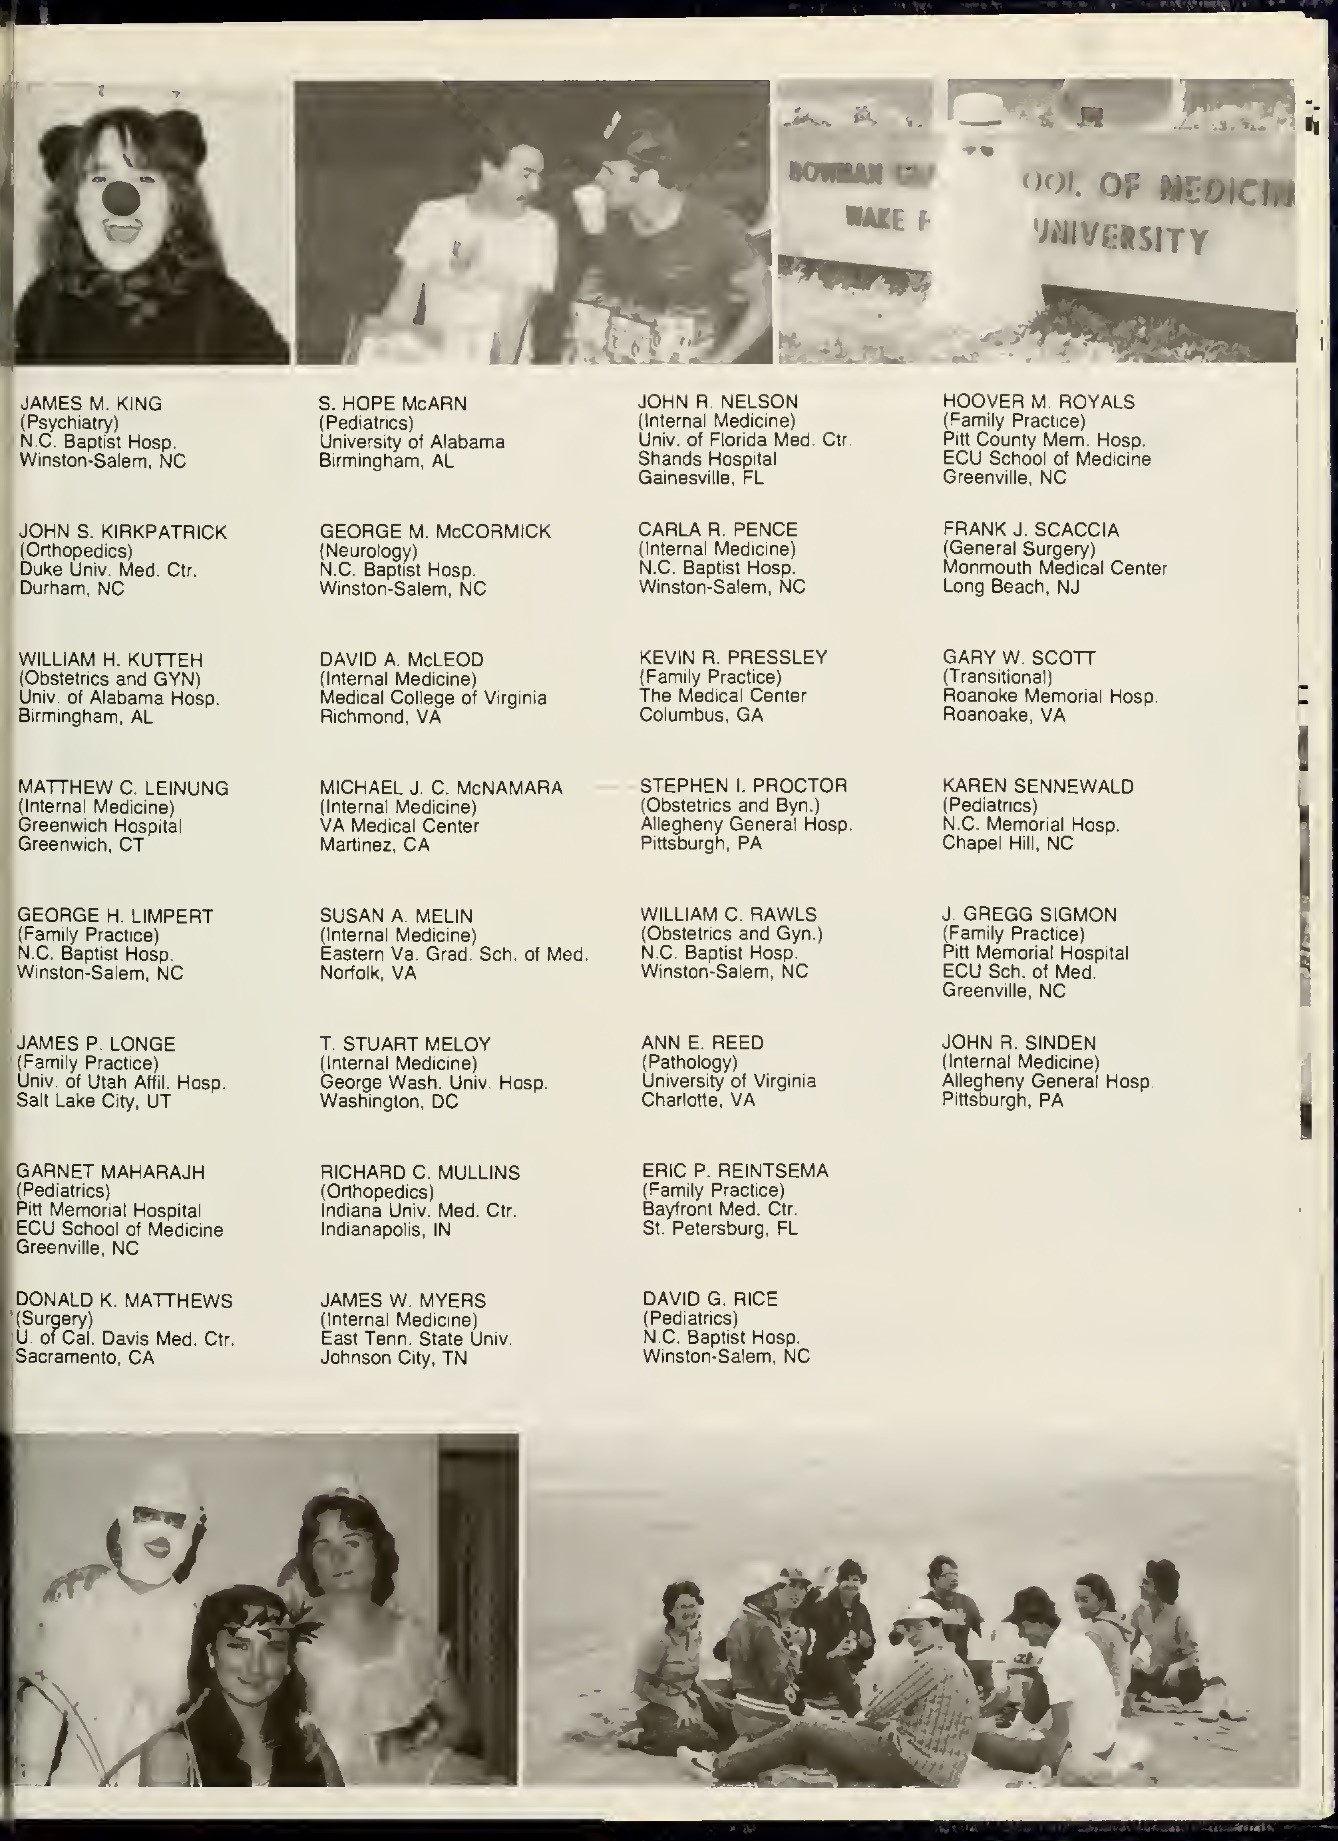 BOWMAN
OOL OF MEDICIN
WAKE F
UNIVERSITY
JAMES M. KING
(Psychiatry)
N.C. Baptist Hosp.
Winston-Salem, NC
JOHN S. KIRKPATRICK
(Orthopedics)
Duke Univ. Med. Ctr.
Durham, NC
WILLIAM H. KUTTEH
(Obstetrics and GYN)
Univ. of Alabama Hosp.
Birmingham, AL
MATTHEW C. LEINUNG
(Internal Medicine)
Greenwich Hospital
Greenwich, CT
GEORGE H. LIMPERT
(Family Practice)
N.C. Baptist Hosp.
Winston-Salem, NC
JAMES P. LONGE
(Family Practice)
Univ. of Utah Affil. Hosp.
Salt Lake City, UT
GARNET MAHARAJH
(Pediatrics)
Pitt Memorial Hospital
ECU School of Medicine
Greenville, NC
DONALD K. MATTHEWS
(Surgery)
U. of Cal. Davis Med. Ctr.
Sacramento, CA
S. HOPE McARN
(Pediatrics)
University of Alabama
Birmingham, AL
GEORGE M. McCORMICK
(Neurology)
N.C. Baptist Hosp.
Winston-Salem, NC
DAVID A. McLEOD
(Internal Medicine)
Medical College of Virginia
Richmond, VA
MICHAEL J. C. McNAMARA
(Internal Medicine)
VA Medical Center
Martinez, CA
SUSAN A. MELIN
(Internal Medicine)
Eastern Va. Grad. Sch. of Med.
Norfolk, VA
T. STUART MELOY
(Internal Medicine)
George Wash. Univ. Hosp.
Washington, DC
RICHARD C. MULLINS
(Orthopedics)
Indiana Univ. Med. Ctr.
Indianapolis, IN
JAMES W. MYERS
(Internal Medicine)
East Tenn. State Univ.
Johnson City, TN
JOHN R. NELSON
(Internal Medicine)
Univ. of Florida Med. Ctr.
Shands Hospital
Gainesville, FL
CARLA R. PENCE
(Internal Medicine)
N.C. Baptist Hosp.
Winston-Salem, NC
KEVIN R. PRESSLEY
(Family Practice)
The Medical Center
Columbus, GA
STEPHEN I. PROCTOR
(Obstetrics and Byn.)
Allegheny General Hosp.
Pittsburgh, PA
WILLIAM C. RAWLS
(Obstetrics and Gyn.)
N.C. Baptist Hosp.
Winston-Salem, NC
ANN E. REED
(Pathology)
University of Virginia
Charlotte, VA
ERIC P. REINTSEMA
(Family Practice)
Bayfront Med. Ctr.
St. Petersburg, FL
DAVID G. RICE
(Pediatrics)
N.C. Baptist Hosp.
Winston-Salem, NC
HOOVER M. ROYALS
(Family Practice)
Pitt County Mem. Hosp.
ECU School of Medicine
Greenville, NC
FRANK J. SCACCIA
(General Surgery)
Monmouth Medical Center
Long Beach, NJ
GARY W. SCOTT
(Transitional)
Roanoke Memorial Hosp.
Roanoake, VA
KAREN SENNEWALD
(Pediatrics)
N.C. Memorial Hosp.
Chapel Hill, NC
J. GREGG SIGMON
(Family Practice)
Pitt Memorial Hospital
ECU Sch. of Med.
Greenville, NC
JOHN R. SINDEN
(Internal Medicine)
Allegheny General Hosp.
Pittsburgh, PA